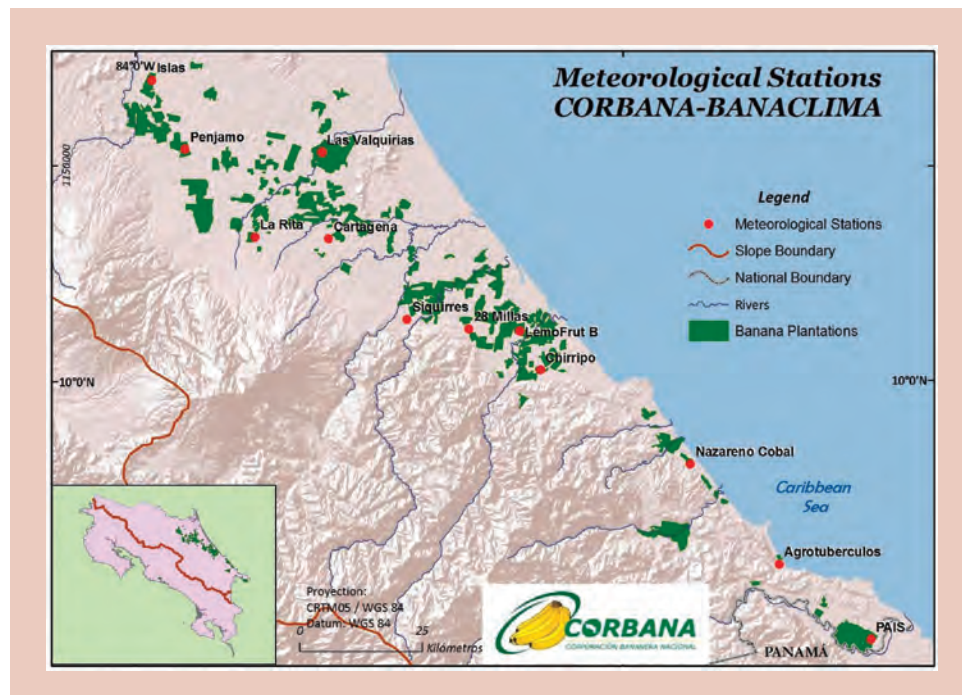 Meteorological Stations
CORBANA-BANACLIMA
84°0'W
Islas
Penjamo
Las Valquirias
1150000
Legend
Meteorological Stations
Slope Boundary
National Boundary
Rivers
Banana Plantations
La Rita
Cartagena
Siquirres
28 Millas
LemoFrut B
Chirripo
10°0'N
10°0'N
Nazareno Cobal
Caribbean
Sea
Agrotuberculos
Proyection:
CRTM05 / WGS 84
Datum: WGS 84
0 25
Kilómetros
CORBANA
CORPORACIÓN BANANERA NACIONAL
PAIS
PANAMÁ